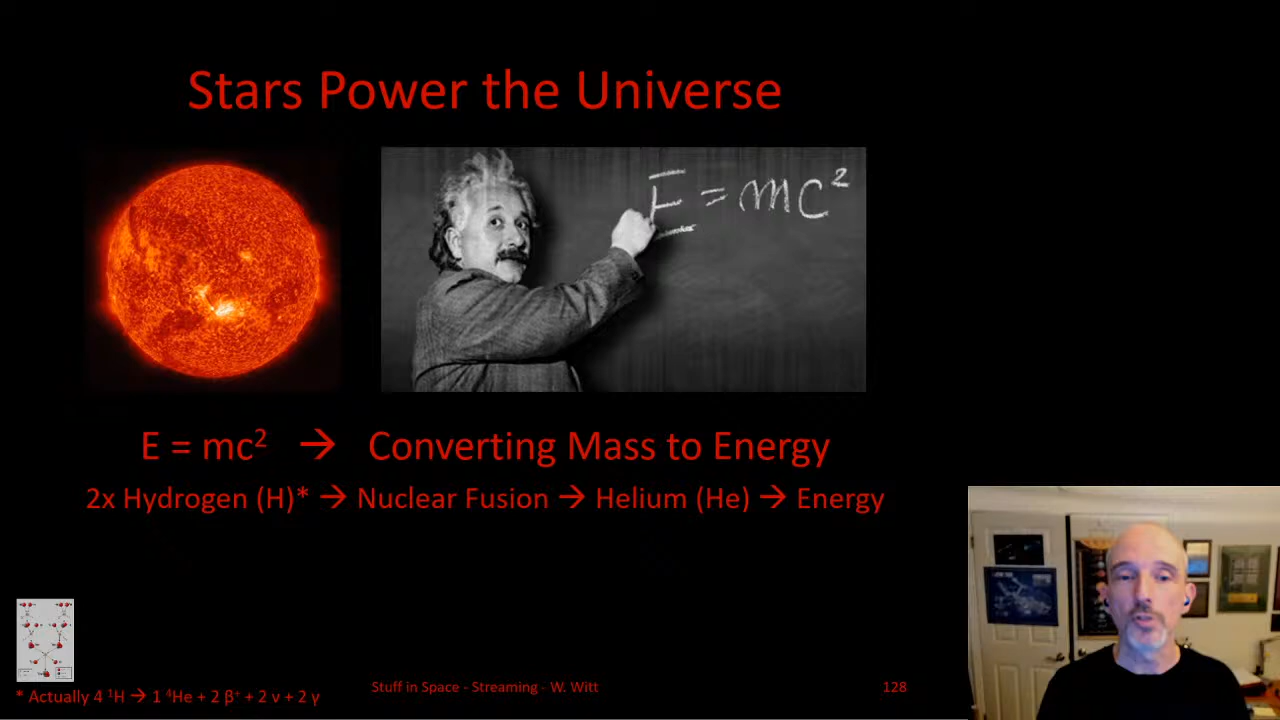 Stars Power the Universe
E = mc²
E = mc² → Converting Mass to Energy
2x Hydrogen (H)* → Nuclear Fusion → Helium (He) → Energy
* Actually 4 ¹H → 1 ⁴He + 2 β⁺ + 2 ν + 2 γ
Stuff in Space - Streaming - W. Witt
128